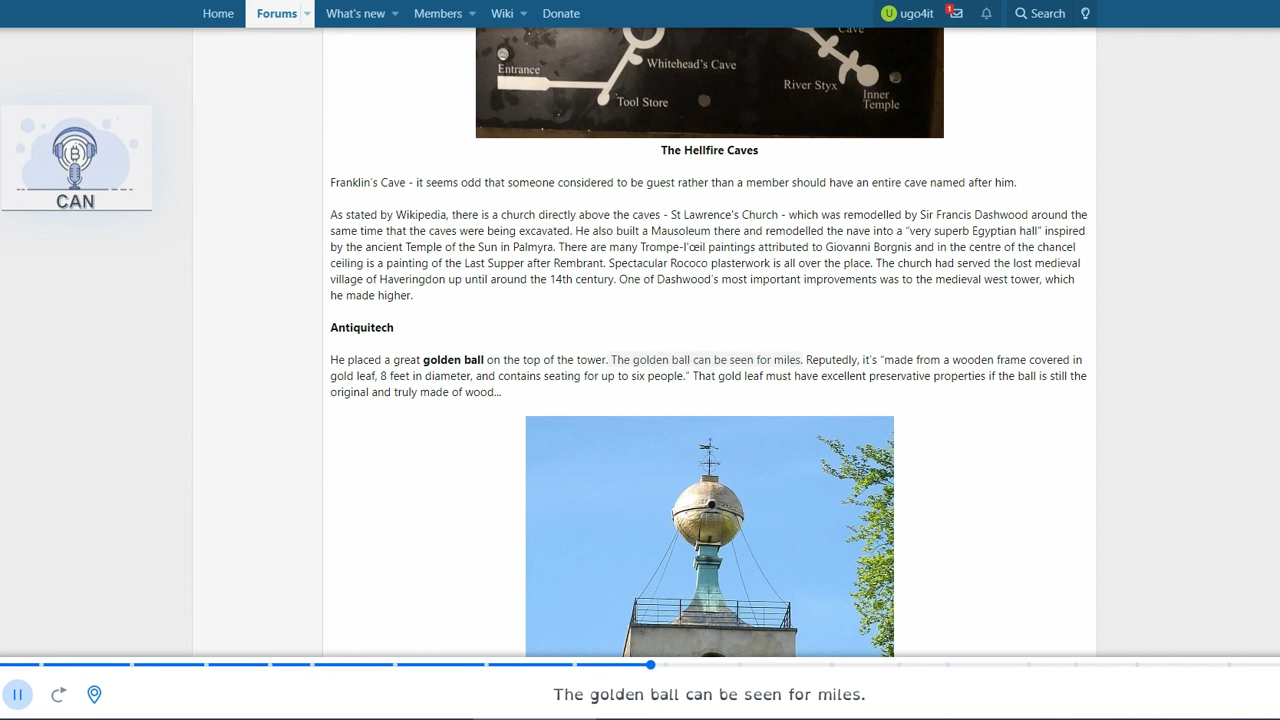 Home Forums What's new Members Wiki Donate U ugo4it 1 Search
Cave
Entrance
Whitehead's Cave
River Styx
Inner
Temple
Tool Store
The Hellfire Caves
Franklin's Cave - it seems odd that someone considered to be guest rather than a member should have an entire cave named after him.
As stated by Wikipedia, there is a church directly above the caves - St Lawrence's Church - which was remodelled by Sir Francis Dashwood around the
same time that the caves were being excavated. He also built a Mausoleum there and remodelled the nave into a "very superb Egyptian hall" inspired
by the ancient Temple of the Sun in Palmyra. There are many Trompe-l'œil paintings attributed to Giovanni Borgnis and in the centre of the chancel
ceiling is a painting of the Last Supper after Rembrant. Spectacular Rococo plasterwork is all over the place. The church had served the lost medieval
village of Haveringdon up until around the 14th century. One of Dashwood's most important improvements was to the medieval west tower, which
he made higher.
Antiquitech
He placed a great golden ball on the top of the tower. The golden ball can be seen for miles. Reputedly, it's "made from a wooden frame covered in
gold leaf, 8 feet in diameter, and contains seating for up to six people." That gold leaf must have excellent preservative properties if the ball is still the
original and truly made of wood...
CAN
The golden ball can be seen for miles.